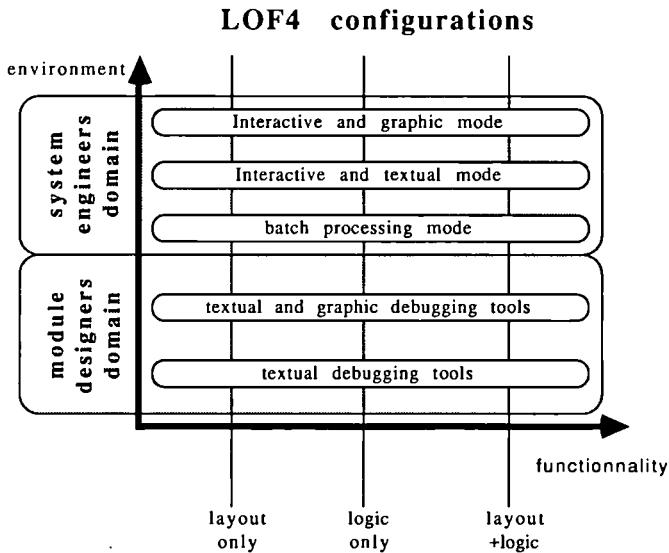 LOF4 configurations
environment
system
engineers
domain
Interactive and graphic mode
Interactive and textual mode
batch processing mode
module
designers
domain
textual and graphic debugging tools
textual debugging tools
functionnality
layout
only
logic
only
layout
+logic